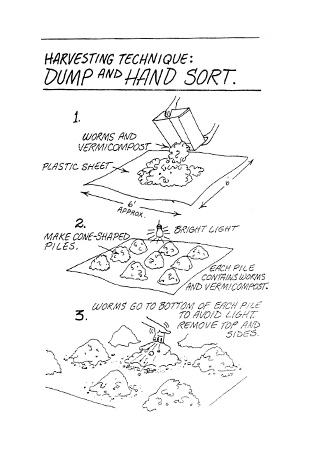 HARVESTING TECHNIQUE:
DUMP AND HAND SORT.
1.
WORMS AND
VERMICOMPOST
PLASTIC SHEET
6'
6'
APPROX.
2.
MAKE CONE-SHAPED
PILES.
BRIGHT LIGHT
EACH PILE
CONTAINS WORMS
AND VERMICOMPOST.
3.
WORMS GO TO BOTTOM OF EACH PILE
TO AVOID LIGHT.
REMOVE TOP AND
SIDES.